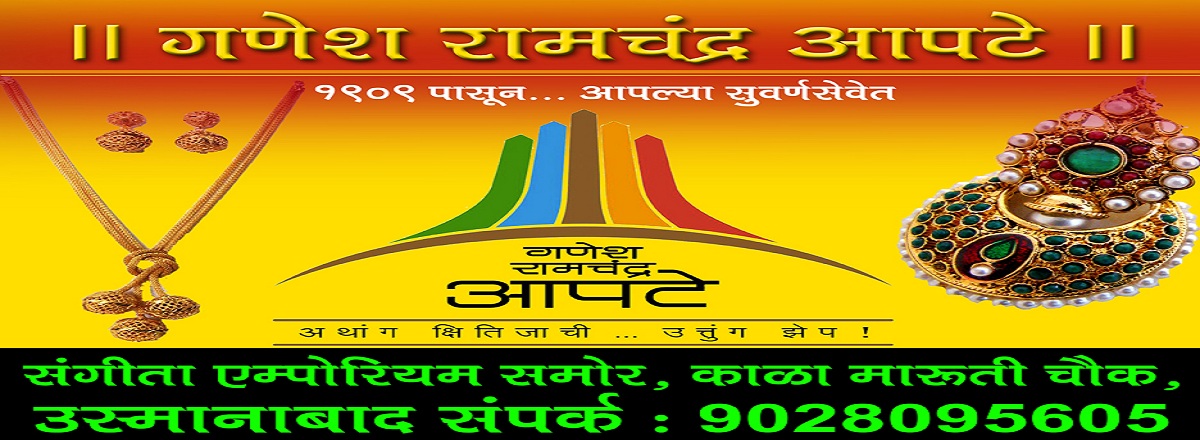 || गणेश रामचंद्र आपटे ||
१९०९ पासून... आपल्या सुवर्णसेवेत
गणेश
रामचंद्र
आपटे
अथांग क्षितिजाची ... उत्तुंग झेप !
संगीता एम्पोरियम समोर, काळा मारूती चौक,
उस्मानाबाद संपर्क : 9028095605